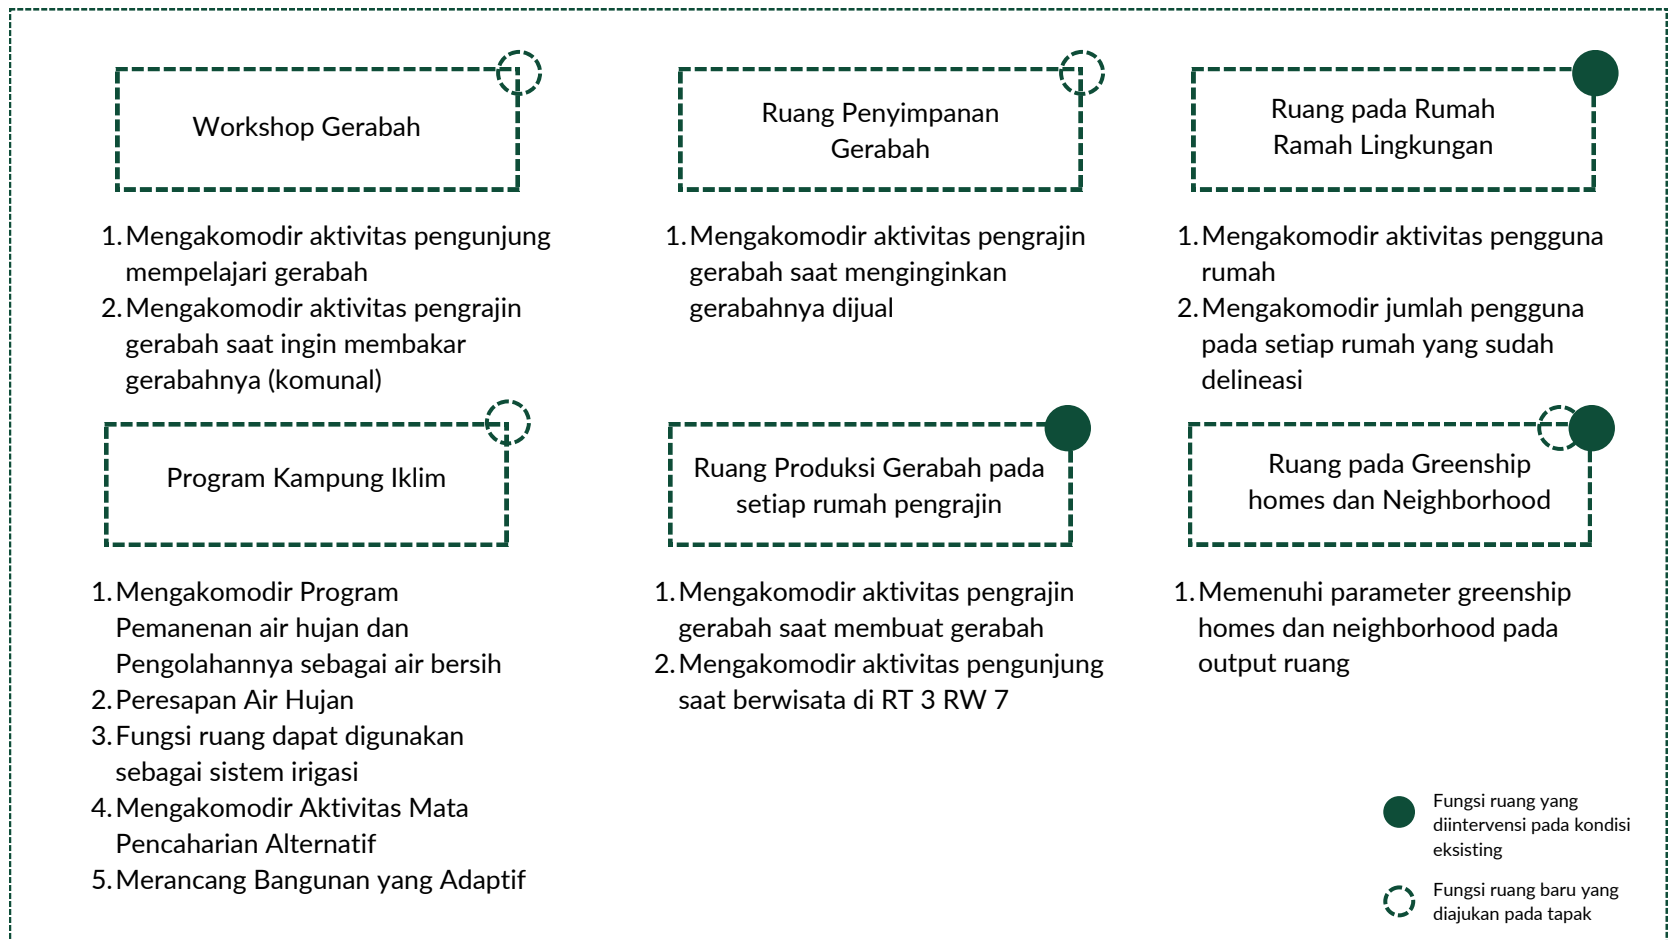 Workshop Gerabah
1. Mengakomodir aktivitas pengunjung
mempelajari gerabah
2. Mengakomodir aktivitas pengrajin
gerabah saat ingin membakar
gerabahnya (komunal)
Ruang Penyimpanan
Gerabah
1. Mengakomodir aktivitas pengrajin
gerabah saat menginginkan
gerabahnya dijual
Ruang pada Rumah
Ramah Lingkungan
1. Mengakomodir aktivitas pengguna
rumah
2. Mengakomodir jumlah pengguna
pada setiap rumah yang sudah
delineasi
Program Kampung Iklim
1. Mengakomodir Program
Pemanenan air hujan dan
Pengolahannya sebagai air bersih
2. Peresapan Air Hujan
3. Fungsi ruang dapat digunakan
sebagai sistem irigasi
4. Mengakomodir Aktivitas Mata
Pencaharian Alternatif
5. Merancang Bangunan yang Adaptif
Ruang Produksi Gerabah pada
setiap rumah pengrajin
1. Mengakomodir aktivitas pengrajin
gerabah saat membuat gerabah
2. Mengakomodir aktivitas pengunjung
saat berwisata di RT 3 RW 7
Ruang pada Greenship
homes dan Neighborhood
1. Memenuhi parameter greenship
homes dan neighborhood pada
output ruang
Fungsi ruang yang
diintervensi pada kondisi
eksisting
Fungsi ruang baru yang
diajukan pada tapak